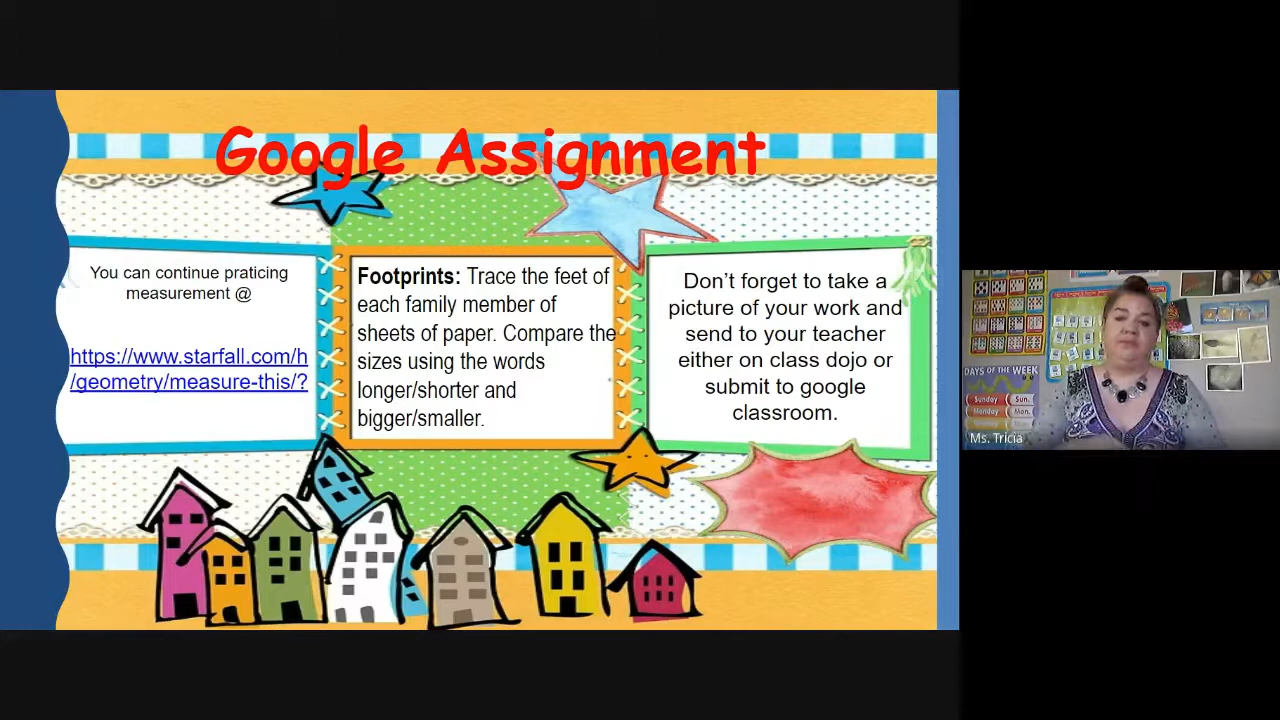 Google Assignment
You can continue praticing
measurement @
https://www.starfall.com/h
/geometry/measure-this/?
Footprints: Trace the feet of
each family member of
sheets of paper. Compare the
sizes using the words
longer/shorter and
bigger/smaller.
Don’t forget to take a
picture of your work and
send to your teacher
either on class dojo or
submit to google
classroom.
DAYS OF THE WEEK
Sunday Sun.
Monday Mon.
Ms. Tricia